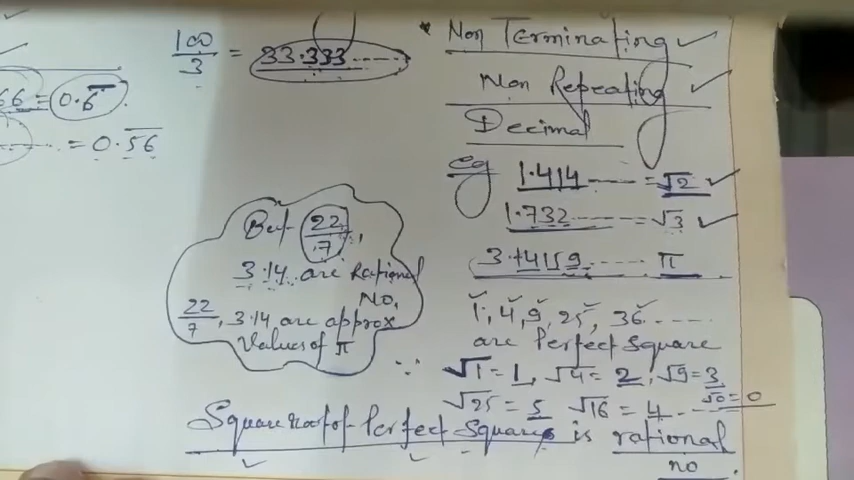 100/3 = 33.333.....
66 = 0.6̅
..... = 0.5̅6̅
But 22/7,
3.14 are Rational
No.
22/7, 3.14 are approx
Values of π
Non Terminating
Non Repeating
Decimal
eg 1.414 ..... = √2
1.732 ..... = √3
3.14159 ..... π
1, 4, 9, 25, 36 .....
are Perfect Square
∵ √1 = 1, √4 = 2, √9 = 3
√25 = 5 √16 = 4 ... √0 = 0
Square root of Perfect Squares is rational
no.